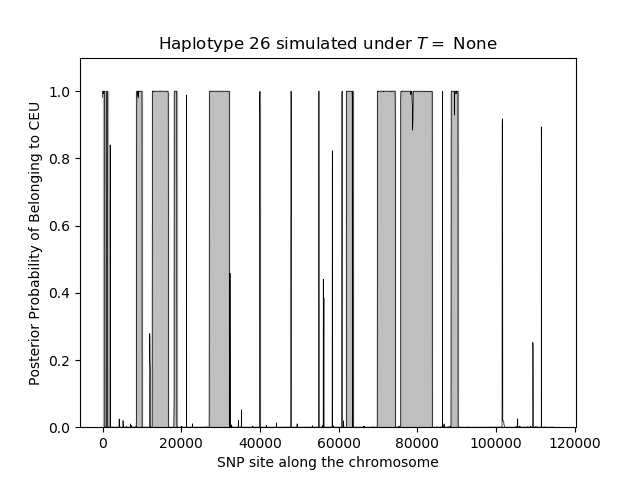 Haplotype 26 simulated under T = None
Posterior Probability of Belonging to CEU
1.0
0.8
0.6
0.4
0.2
0.0
0 20000 40000 60000 80000 100000 120000
SNP site along the chromosome